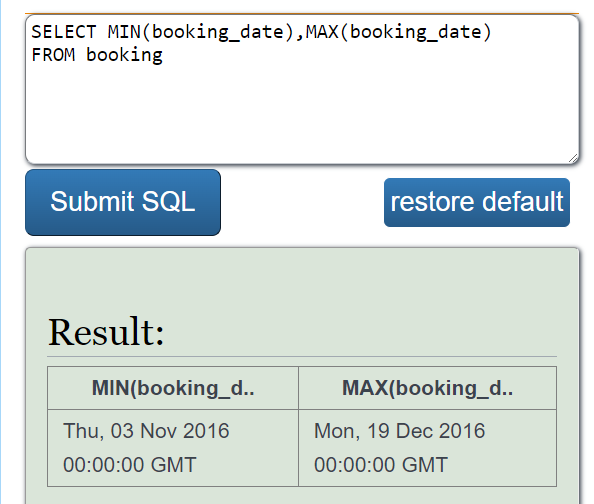 SELECT MIN(booking_date),MAX(booking_date)
FROM booking
Submit SQL
restore default
Result:
MIN(booking_d.. MAX(booking_d..
Thu, 03 Nov 2016 Mon, 19 Dec 2016
00:00:00 GMT 00:00:00 GMT